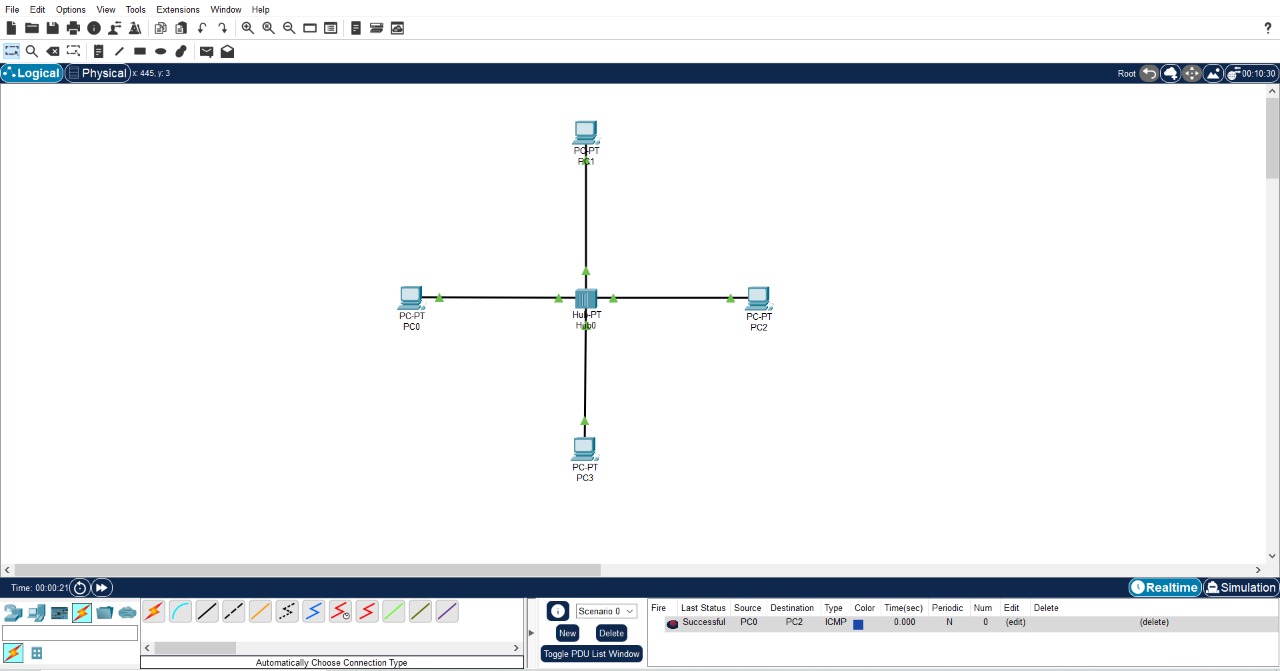 File Edit Options View Tools Extensions Window Help
?
Logical Physical x: 445, y: 3 Root 00:10:30
PC-PT
PC1
PC-PT
PC0
Hub-PT
Hub0
PC-PT
PC2
PC-PT
PC3
Time: 00:00:21 Realtime Simulation
Scenario 0
New Delete
Toggle PDU List Window
Fire Last Status Source Destination Type Color Time(sec) Periodic Num Edit Delete
Successful PC0 PC2 ICMP 0.000 N 0 (edit) (delete)
Automatically Choose Connection Type